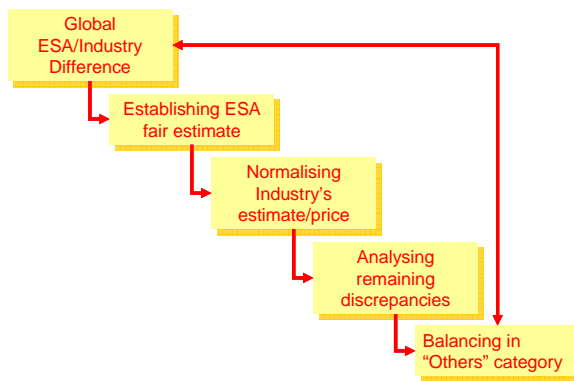 Global
ESA/Industry
Difference
Establishing ESA
fair estimate
Normalising
Industry's
estimate/price
Analysing
remaining
discrepancies
Balancing in
“Others” category